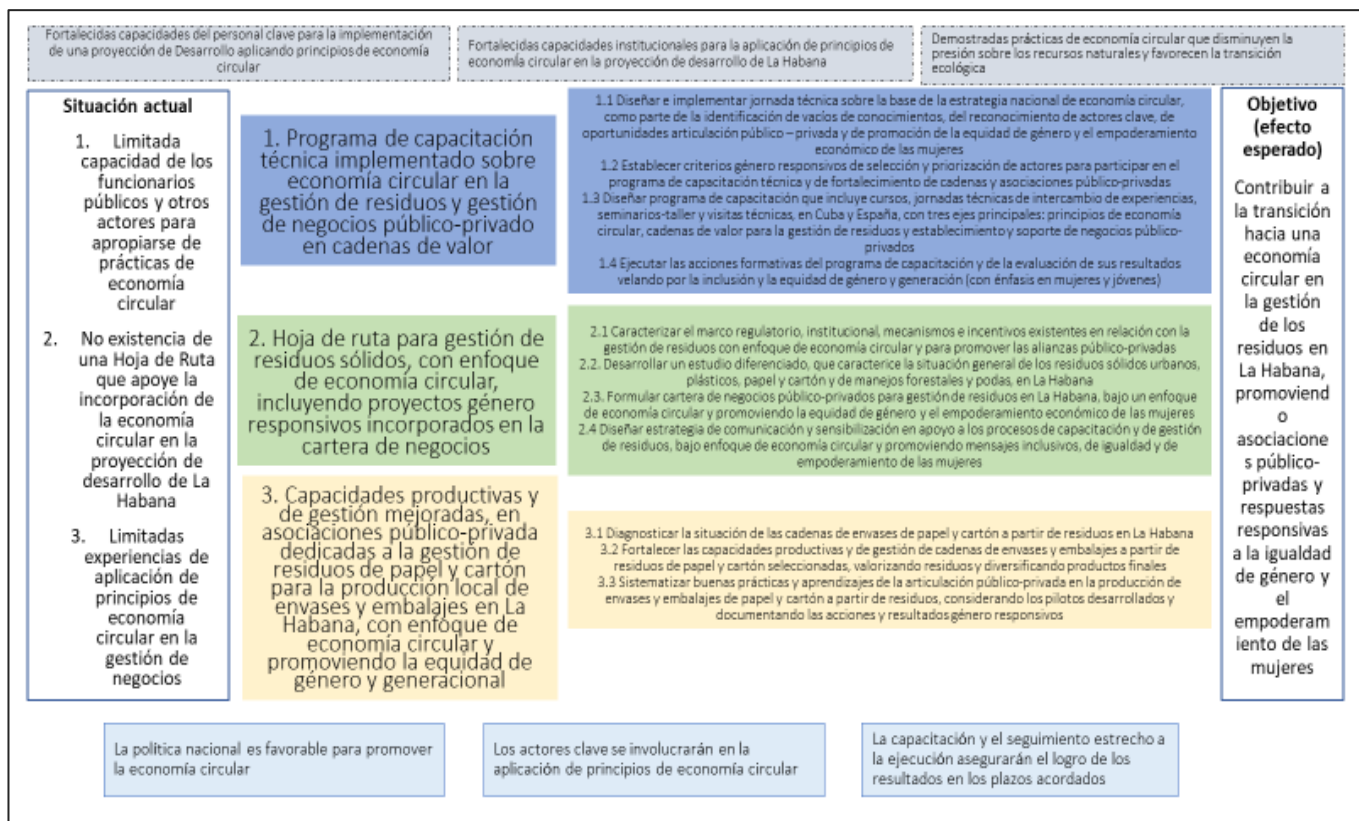 Fortalecidas capacidades del personal clave para la implementación
de una proyección de Desarrollo aplicando principios de economía
circular
Fortalecidas capacidades institucionales para la aplicación de principios de
economía circular en la proyección de desarrollo de La Habana
Demostradas prácticas de economía circular que disminuyen la
presión sobre los recursos naturales y favorecen la transición
ecológica
Situación actual
1. Limitada
capacidad de los
funcionarios
públicos y otros
actores para
apropiarse de
prácticas de
economía
circular
2. No existencia de
una Hoja de Ruta
que apoye la
incorporación de
la economía
circular en la
proyección de
desarrollo de La
Habana
3. Limitadas
experiencias de
aplicación de
principios de
economía
circular en la
gestión de
negocios
1. Programa de capacitación
técnica implementado sobre
economía circular en la
gestión de residuos y gestión
de negocios público-privado
en cadenas de valor
1.1 Diseñar e implementar jornada técnica sobre la base de la estrategia nacional de economía circular,
como parte de la identificación de vacíos de conocimientos, del reconocimiento de actores clave, de
oportunidades articulación público – privada y de promoción de la equidad de género y el empoderamiento
económico de las mujeres
1.2 Establecer criterios género responsivos de selección y priorización de actores para participar en el
programa de capacitación técnica y de fortalecimiento de cadenas y asociaciones público-privadas
1.3 Diseñar programa de capacitación que incluye cursos, jornadas técnicas de intercambio de experiencias,
seminarios-taller y visitas técnicas, en Cuba y España, con tres ejes principales: principios de economía
circular, cadenas de valor para la gestión de residuos y establecimiento y soporte de negocios público-
privados
1.4 Ejecutar las acciones formativas del programa de capacitación y de la evaluación de sus resultados
velando por la inclusión y la equidad de género y generación (con énfasis en mujeres y jóvenes)
2. Hoja de ruta para gestión de
residuos sólidos, con enfoque
de economía circular,
incluyendo proyectos género
responsivos incorporados en la
cartera de negocios
2.1 Caracterizar el marco regulatorio, institucional, mecanismos e incentivos existentes en relación con la
gestión de residuos con enfoque de economía circular y para promover las alianzas público-privadas
2.2. Desarrollar un estudio diferenciado, que caracterice la situación general de los residuos sólidos urbanos,
plásticos, papel y cartón y de manejos forestales y podas, en La Habana
2.3. Formular cartera de negocios público-privados para gestión de residuos en La Habana, bajo un enfoque
de economía circular y promoviendo la equidad de género y el empoderamiento económico de las mujeres
2.4 Diseñar estrategia de comunicación y sensibilización en apoyo a los procesos de capacitación y de gestión
de residuos, bajo enfoque de economía circular y promoviendo mensajes inclusivos, de igualdad y de
empoderamiento de las mujeres
3. Capacidades productivas y
de gestión mejoradas, en
asociaciones público-privada
dedicadas a la gestión de
residuos de papel y cartón
para la producción local de
envases y embalajes en La
Habana, con enfoque de
economía circular y
promoviendo la equidad de
género y generacional
3.1 Diagnosticar la situación de las cadenas de envases de papel y cartón a partir de residuos en La Habana
3.2 Fortalecer las capacidades productivas y de gestión de cadenas de envases y embalajes a partir de
residuos de papel y cartón seleccionadas, valorizando residuos y diversificando productos finales
3.3 Sistematizar buenas prácticas y aprendizajes de la articulación público-privada en la producción de
envases y embalajes de papel y cartón a partir de residuos, considerando los pilotos desarrollados y
documentando las acciones y resultados género responsivos
Objetivo
(efecto
esperado)
Contribuir a
la transición
hacia una
economía
circular en
la gestión
de los
residuos en
La Habana,
promoviend
o
asociacione
s público-
privadas y
respuestas
responsivas
a la igualdad
de género y
el
empoderam
iento de las
mujeres
La política nacional es favorable para promover
la economía circular
Los actores clave se involucrarán en la
aplicación de principios de economía circular
La capacitación y el seguimiento estrecho a
la ejecución asegurarán el logro de los
resultados en los plazos acordados